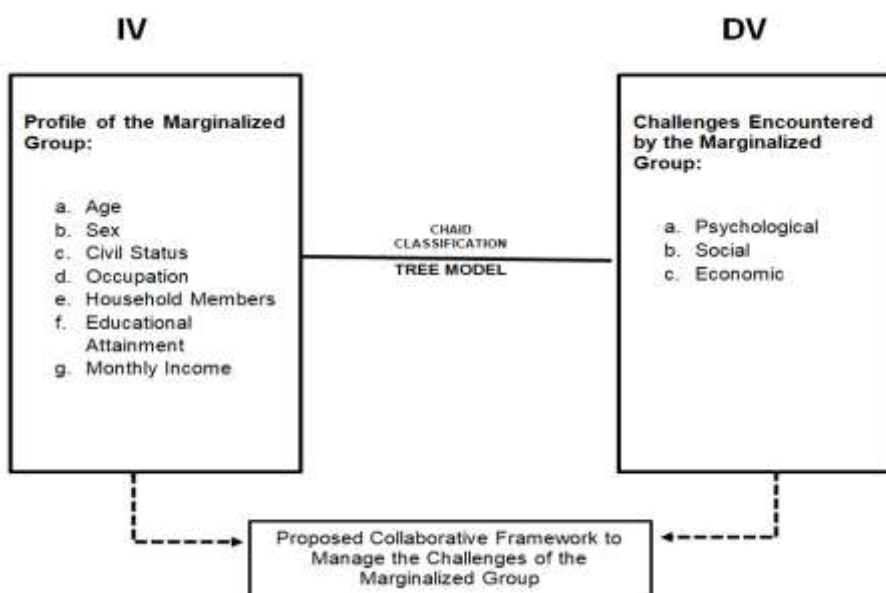 IV
DV
Profile of the Marginalized
Group:
a. Age
b. Sex
c. Civil Status
d. Occupation
e. Household Members
f. Educational
Attainment
g. Monthly Income
CHAID
CLASSIFICATION
TREE MODEL
Challenges Encountered
by the Marginalized
Group:
a. Psychological
b. Social
c. Economic
Proposed Collaborative Framework to
Manage the Challenges of the
Marginalized Group